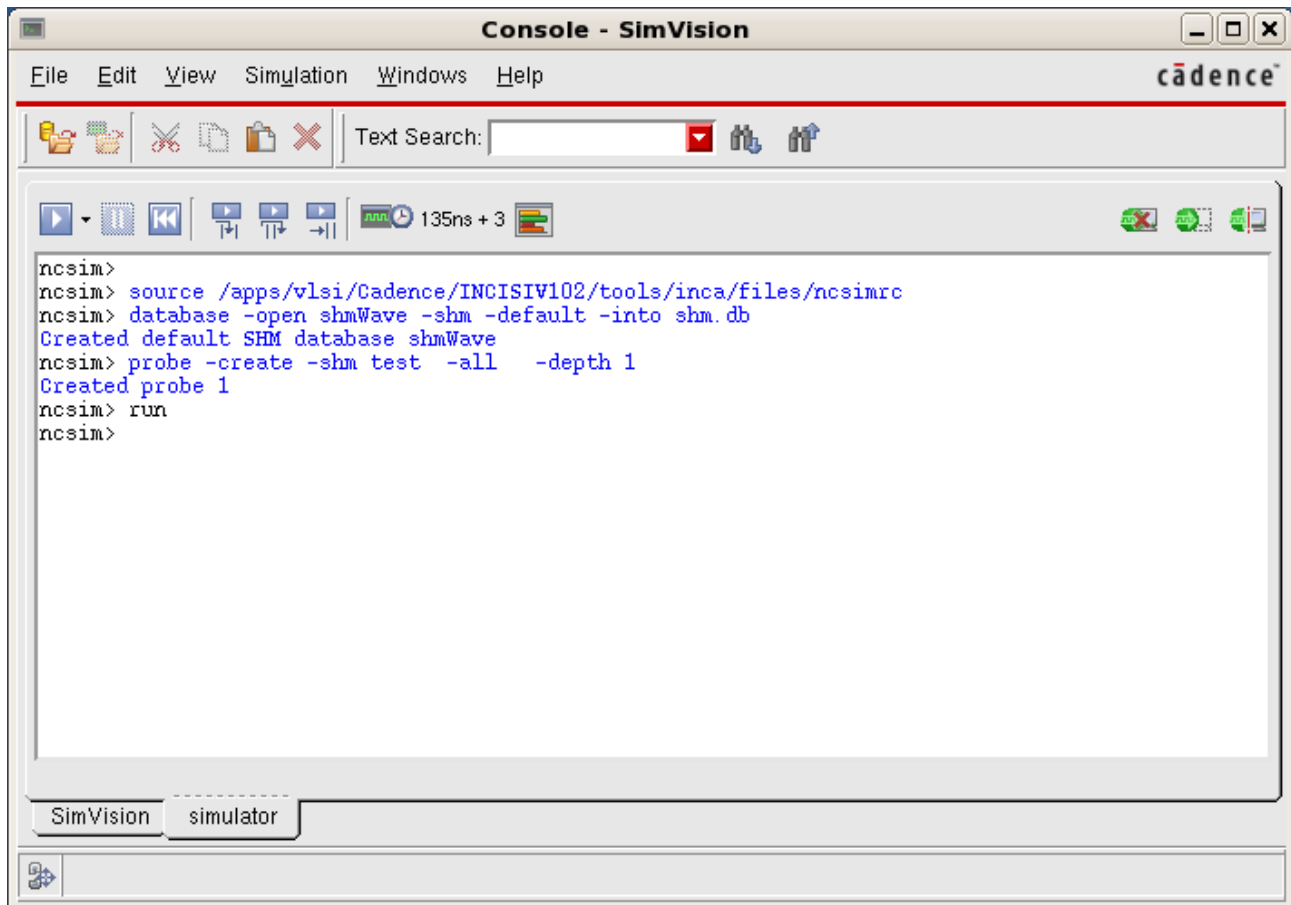 Console - SimVision
File Edit View Simulation Windows Help cādence
Text Search:
135ns + 3
ncsim>
ncsim> source /apps/vlsi/Cadence/INCISIV102/tools/inca/files/ncsimrc
ncsim> database -open shmWave -shm -default -into shm.db
Created default SHM database shmWave
ncsim> probe -create -shm test  -all   -depth 1
Created probe 1
ncsim> run
ncsim>
SimVision simulator